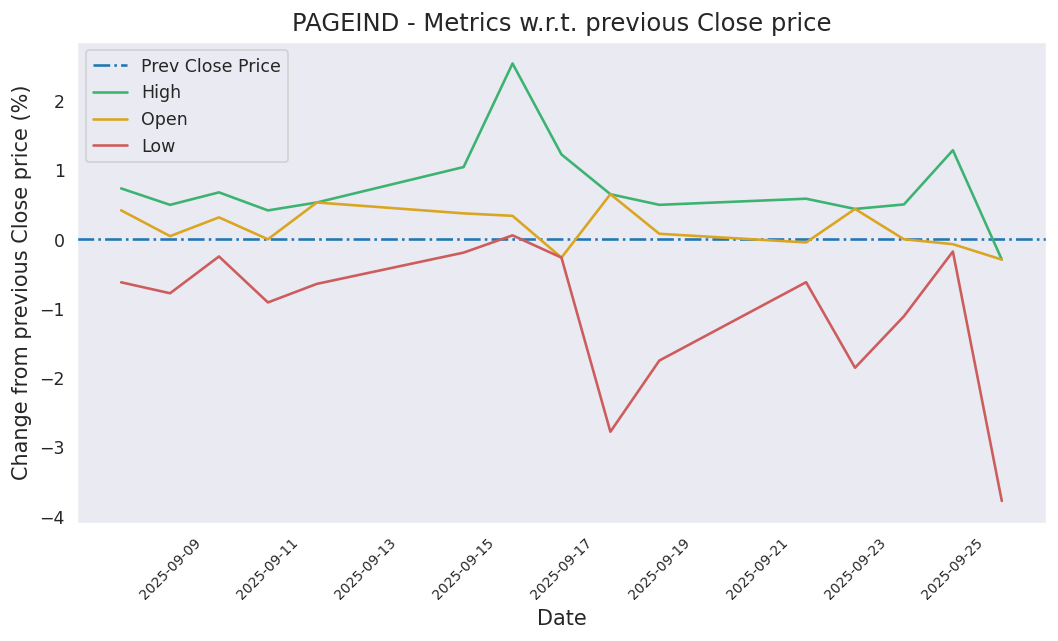 PAGEIND - Metrics w.r.t. previous Close price
Prev Close Price
High
Open
Low
Change from previous Close price (%)
2
1
0
−1
−2
−3
−4
2025-09-09
2025-09-11
2025-09-13
2025-09-15
2025-09-17
2025-09-19
2025-09-21
2025-09-23
2025-09-25
Date